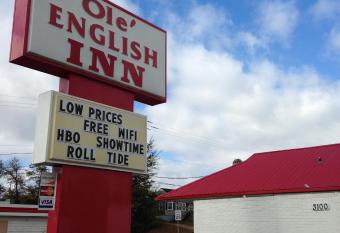 Ole'
ENGLISH
INN
LOW PRICES
FREE WIFI
HBO SHOWTIME
ROLL TIDE
VISA
3100